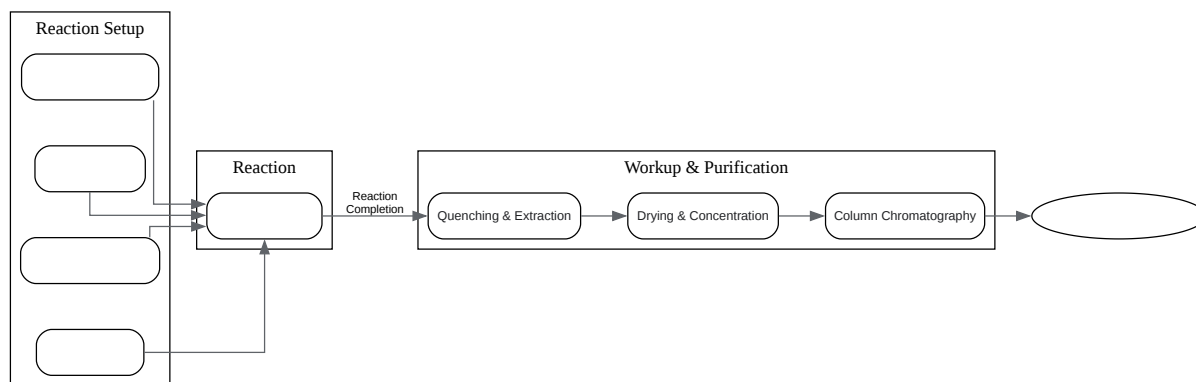 Reaction Setup
Reaction
Reaction
Completion
Workup & Purification
Quenching & Extraction
Drying & Concentration
Column Chromatography